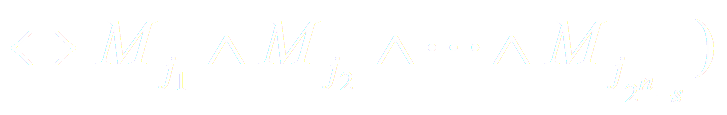 <> M_{j_1} ∧ M_{j_2} ∧ ⋯ ∧ M_{j_{2^n-k}})